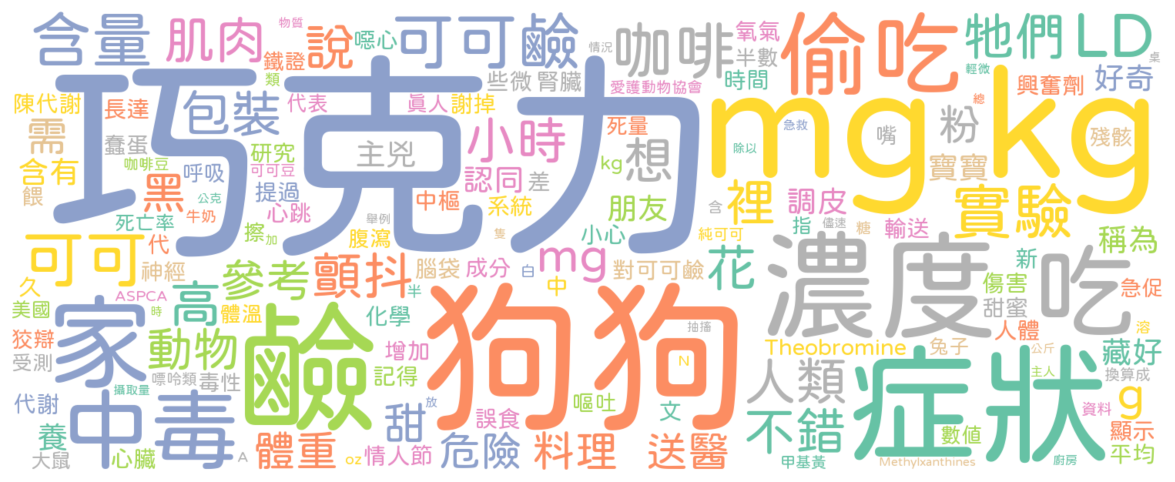 含量
肌肉
說
可可鹼
咖啡
氧氣
半數
偷吃
牠們
LD
鐵證
噁心
物質
情況
些微
腎臟
愛護動物協會
時間
輕微
興奮劑
好奇
桌
陳代謝
長達
包裝
類
代表
巧克力
真人
謝掉
小時
死量
mg
kg
需
蠢蛋
主兇
急救
嘴
粉
總
殘骸
含有
咖啡豆
呼吸
研究
可可豆
認同
差
kg
想
除以
寶寶
餵
黑
提過
公克
中樞
系統
朋友
裡
調皮
實驗
死亡率
牛奶
心跳
舉例
隻
含
儘速
糖
可可
代
擦
加
腹瀉
小心
純可可
指
輸送
新
稱為
神經
參考
顫抖
腦袋
成分
白
mg
中
對可可鹼
花
濃度
吃
久
美國
ASPCA
時
高
體溫
半
化學
傷害
甜蜜
急促
狡辯
受測
家
動物
鹼
增加
狗狗
抽搐
Theobromine
兔子
人體
溶
公斤
藏好
嘌呤類
毒性
記得
N
人類
主人
換算成
攝取量
代謝
中毒
甜
放
誤食
嘔吐
文
不錯
症狀
g
資料
養
大鼠
心臟
A
體重
oz
情人節
危險
料理
送醫
甲基黃
數值
Methylxanthines
廚房
顯示
平均